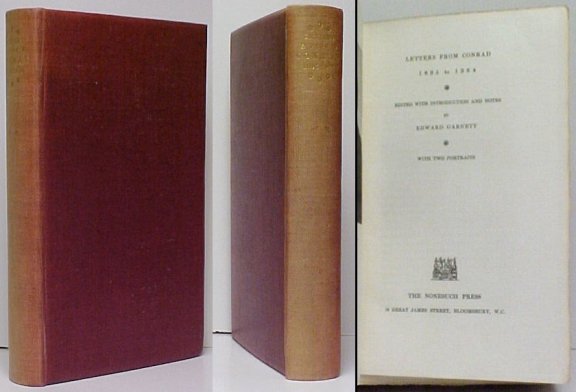 LETTERS FROM CONRAD
1895 to 1924
EDITED WITH INTRODUCTION AND NOTES
BY
EDWARD GARNETT
WITH TWO PORTRAITS
THE NONESUCH PRESS
GREAT JAMES STREET, BLOOMSBURY, W.C.